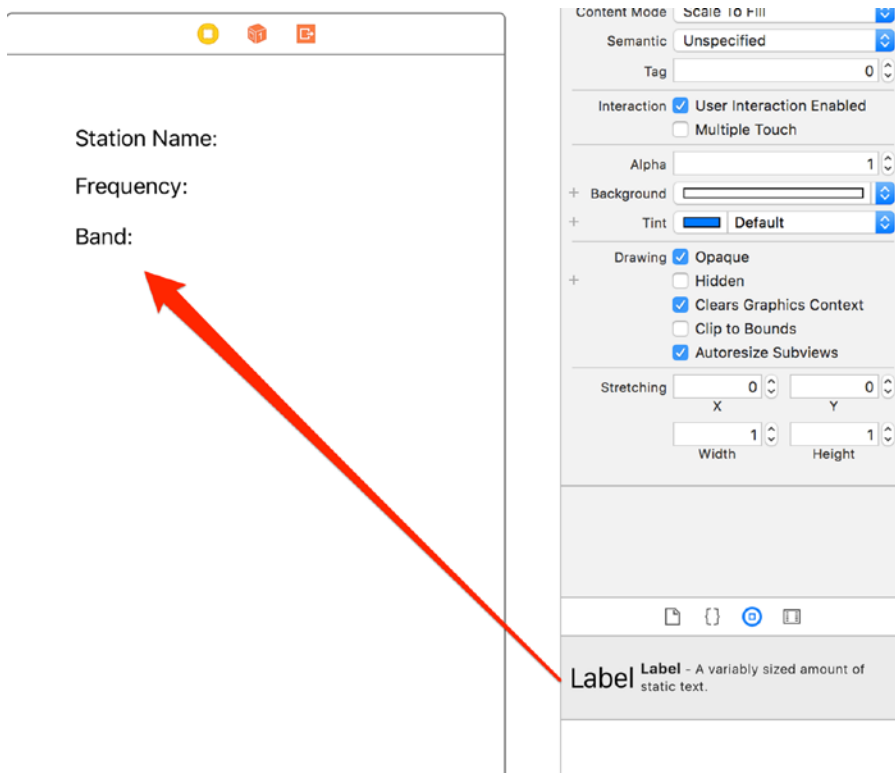 Station Name:
Frequency:
Band:
Content Mode Scale To Fill
Semantic Unspecified
Tag 0
Interaction User Interaction Enabled
Multiple Touch
Alpha 1
+ Background
+ Tint Default
Drawing Opaque
+ Hidden
Clears Graphics Context
Clip to Bounds
Autoresize Subviews
Stretching 0 0
X Y
1 1
Width Height
{}
Label Label - A variably sized amount of
static text.